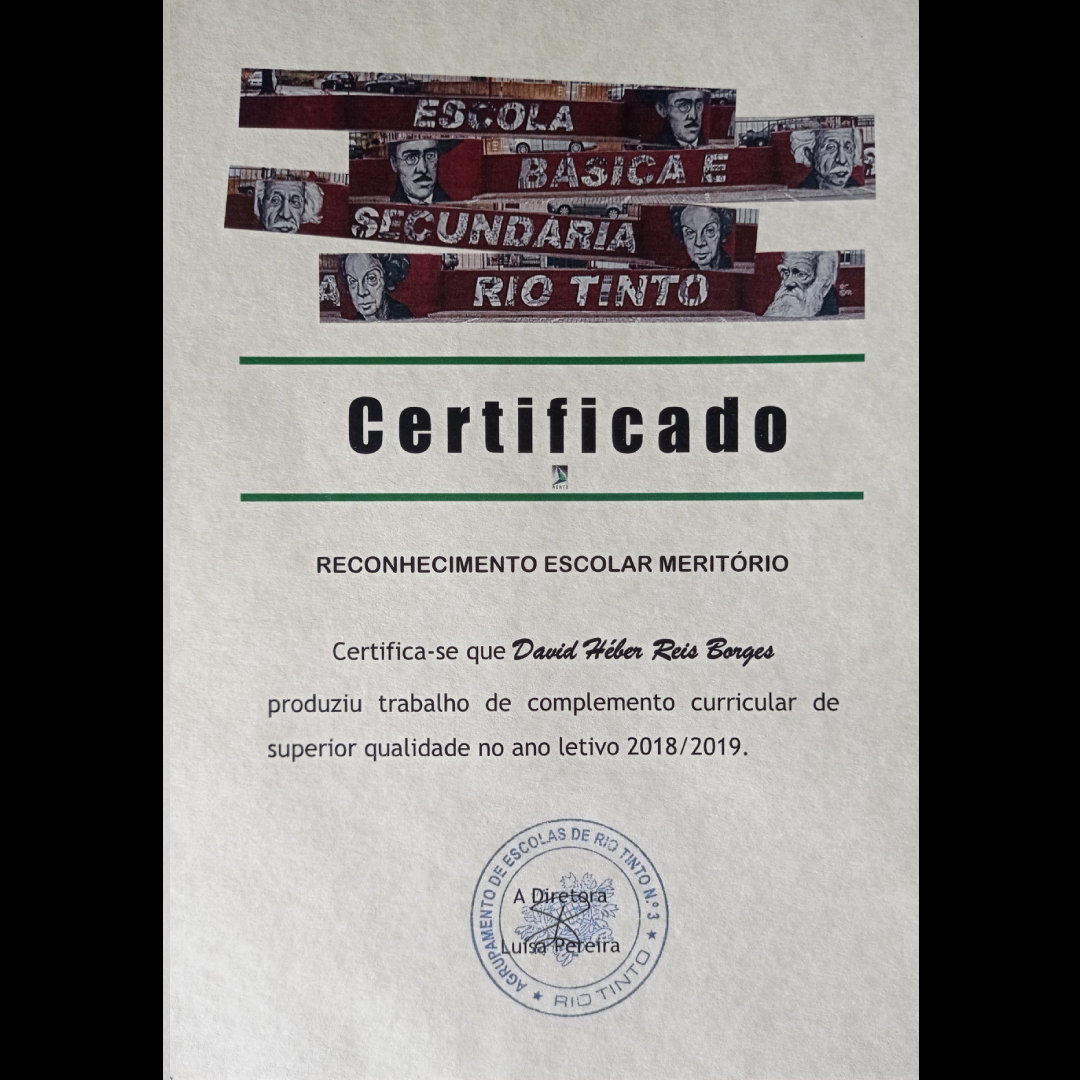 ESCOLA
BÁSICA E
SECUNDÁRIA
A RIO TINTO
Certificado
RECONHECIMENTO ESCOLAR MERITÓRIO
Certifica-se que David Héber Reis Borges
produziu trabalho de complemento curricular de
superior qualidade no ano letivo 2018/2019.
AGRUPAMENTO DE ESCOLAS DE RIO TINTO N.º 3
A Diretora
Luísa Pereira
RIO TINTO